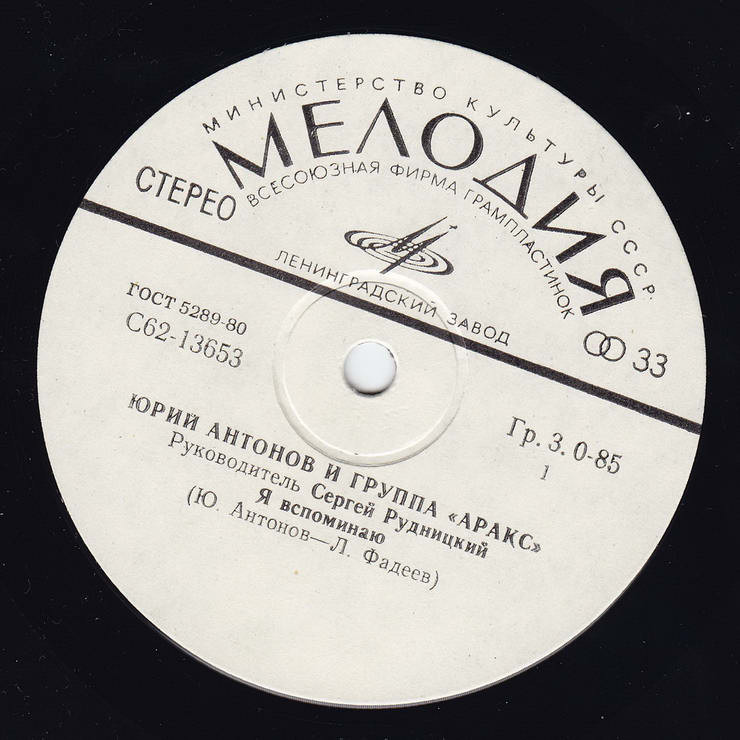 МИНИСТЕРСТВО КУЛЬТУРЫ СССР
МЕЛОДИЯ
ВСЕСОЮЗНАЯ ФИРМА ГРАМПЛАСТИНОК
СТЕРЕО
ЛЕНИНГРАДСКИЙ ЗАВОД
33
ГОСТ 5289-80
С62-13653
Гр. 3. 0-85
1
ЮРИЙ АНТОНОВ И ГРУППА «АРАКС»
Руководитель Сергей Рудницкий
Я вспоминаю
(Ю. Антонов—Л. Фадеев)